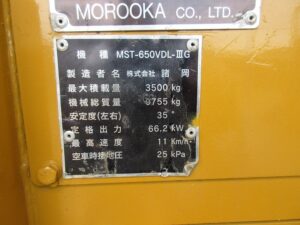 MOROOKA CO., LTD.
機種 MST-650VDL-ⅢG
製造者名 株式会社 諸岡
最大積載量 3500 kg
機械総質量 8755 kg
安定度(左右) 35°
定格出力 66.2 kW
最高速度 11 Km/h
空車時接地圧 25 kPa